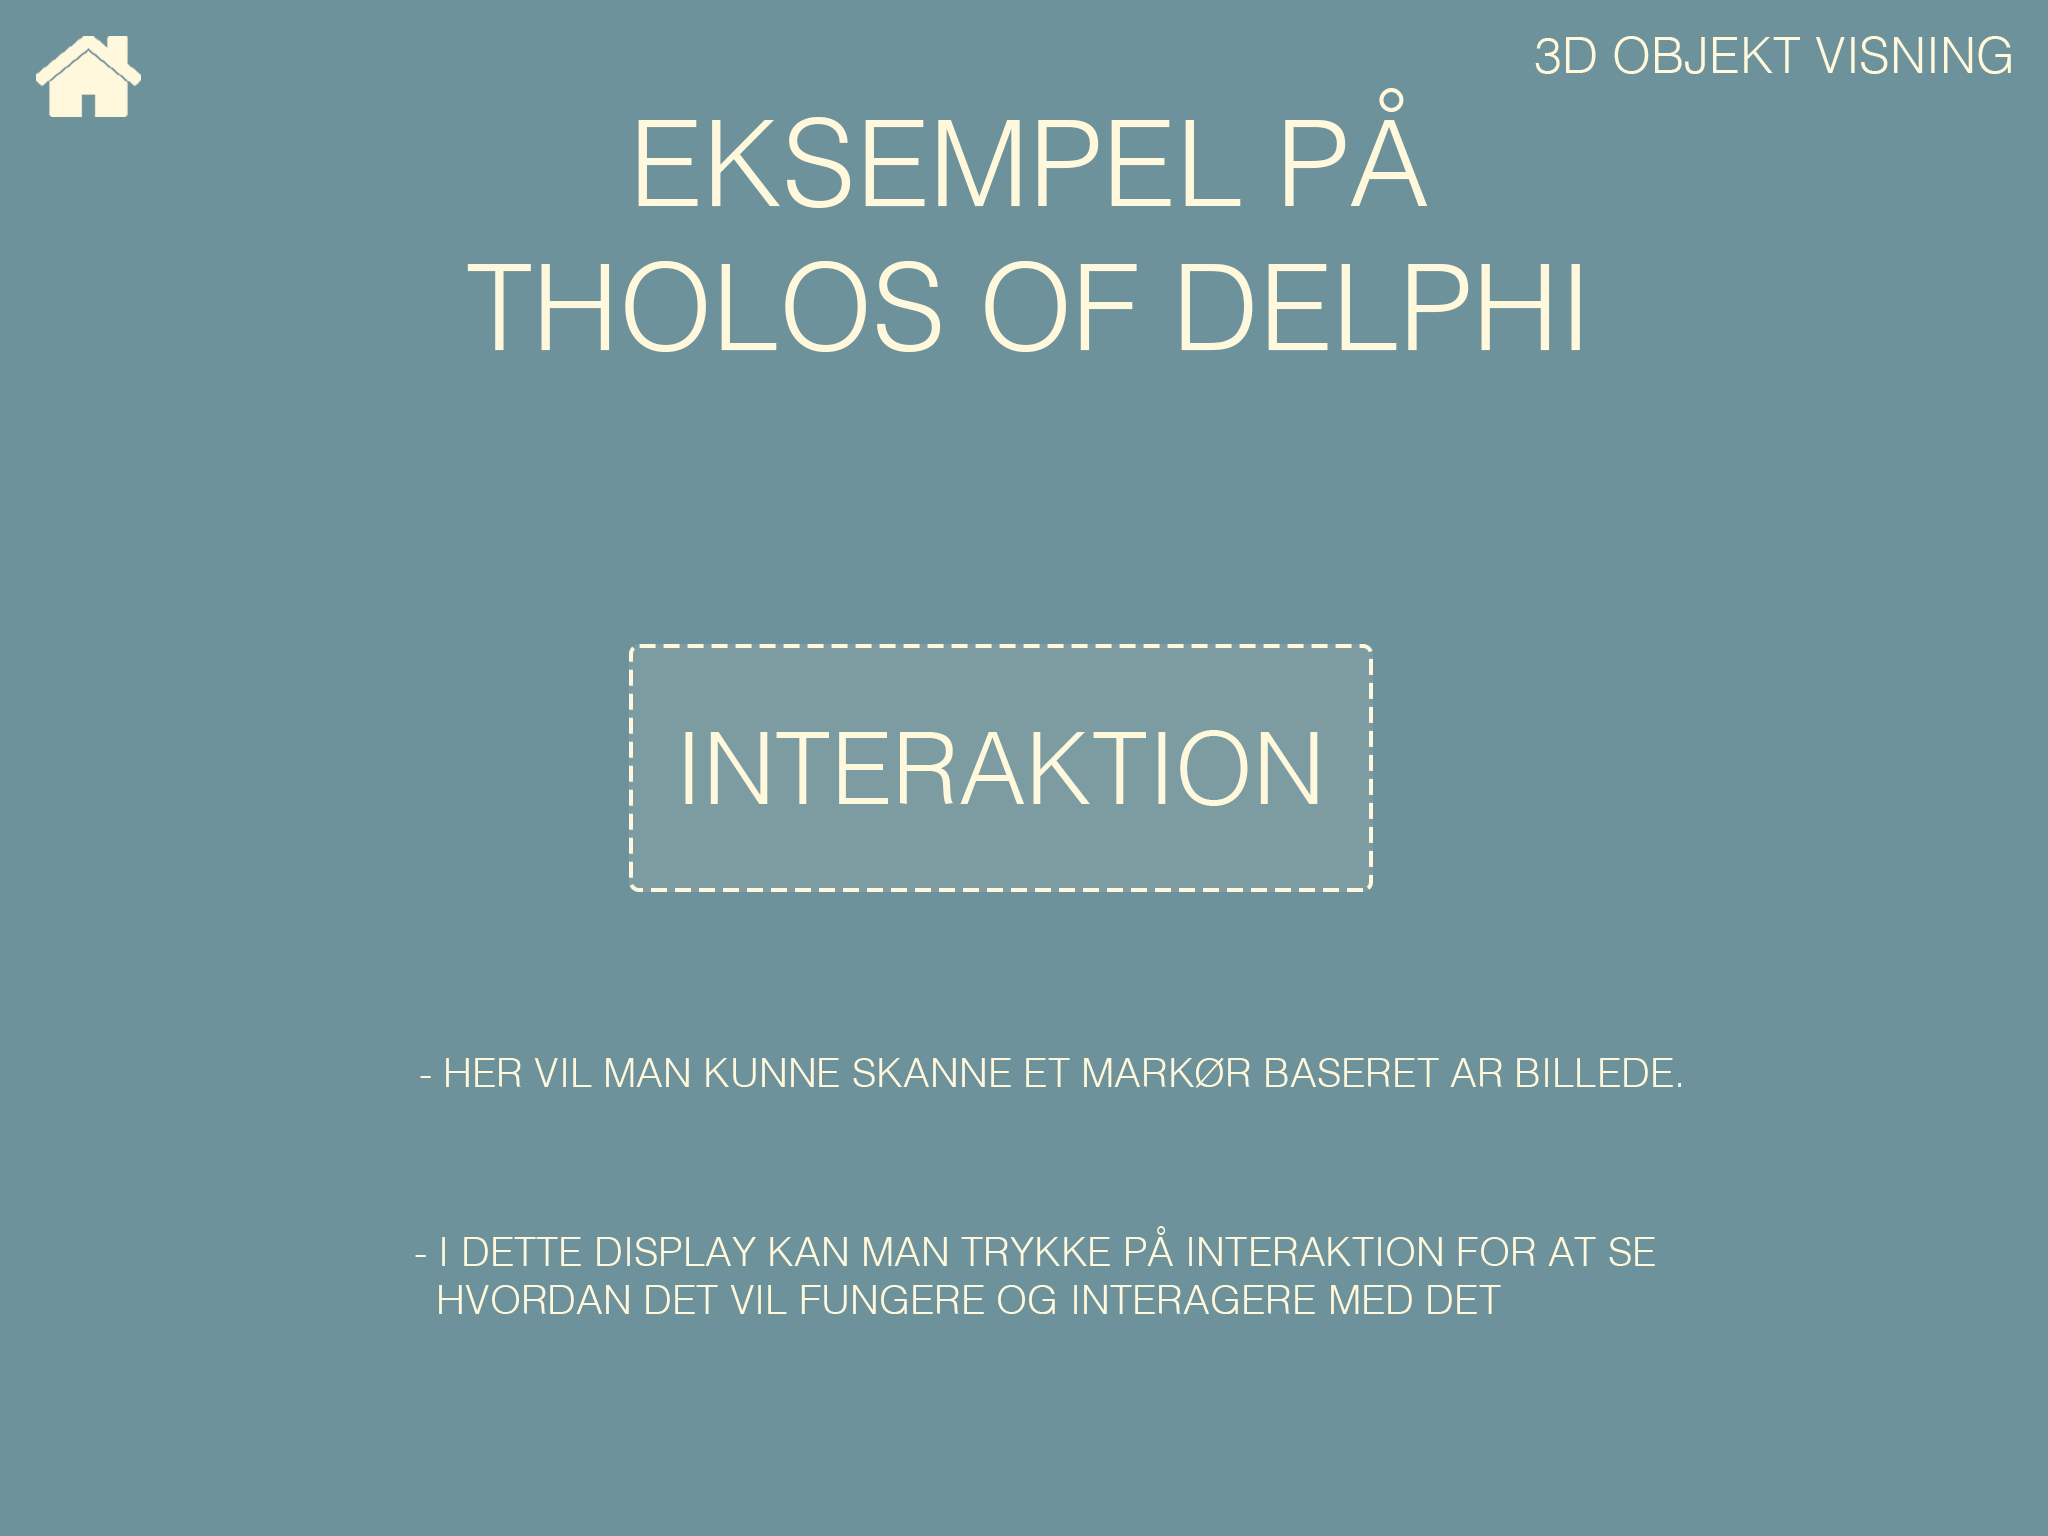 3D OBJEKT VISNING
EKSEMPEL PÅ
THOLOS OF DELPHI
INTERAKTION
- HER VIL MAN KUNNE SKANNE ET MARKØR BASERET AR BILLEDE.
- I DETTE DISPLAY KAN MAN TRYKKE PÅ INTERAKTION FOR AT SE
HVORDAN DET VIL FUNGERE OG INTERAGERE MED DET